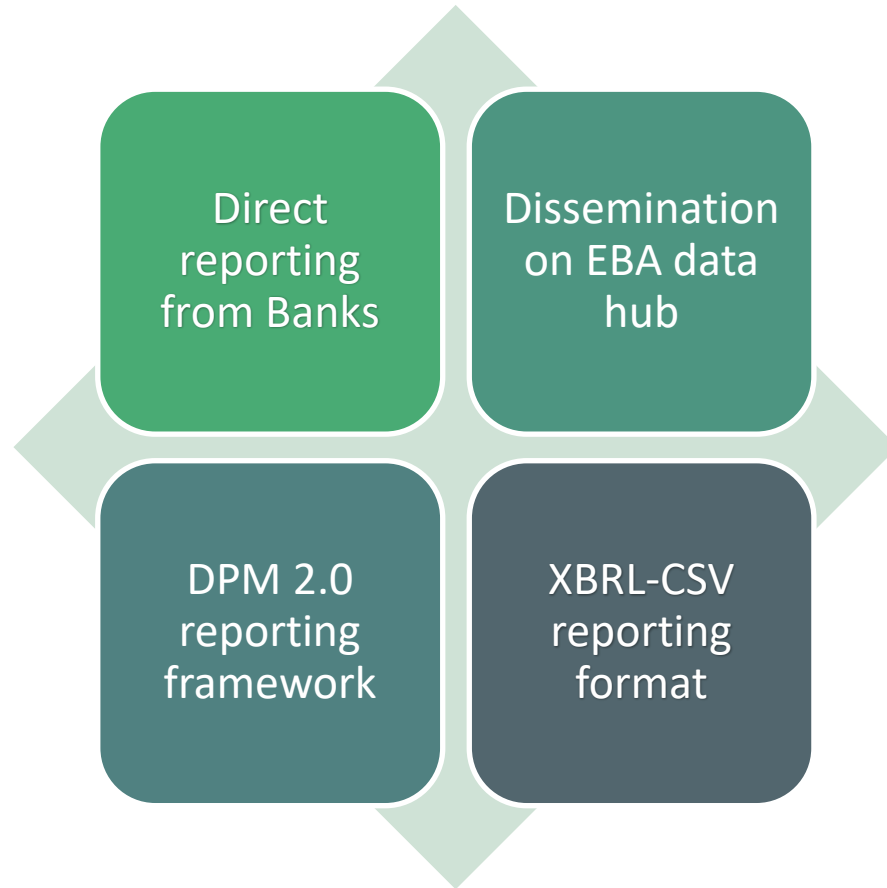 Direct
reporting
from Banks
Dissemination
on EBA data
hub
DPM 2.0
reporting
framework
XBRL-CSV
reporting
format